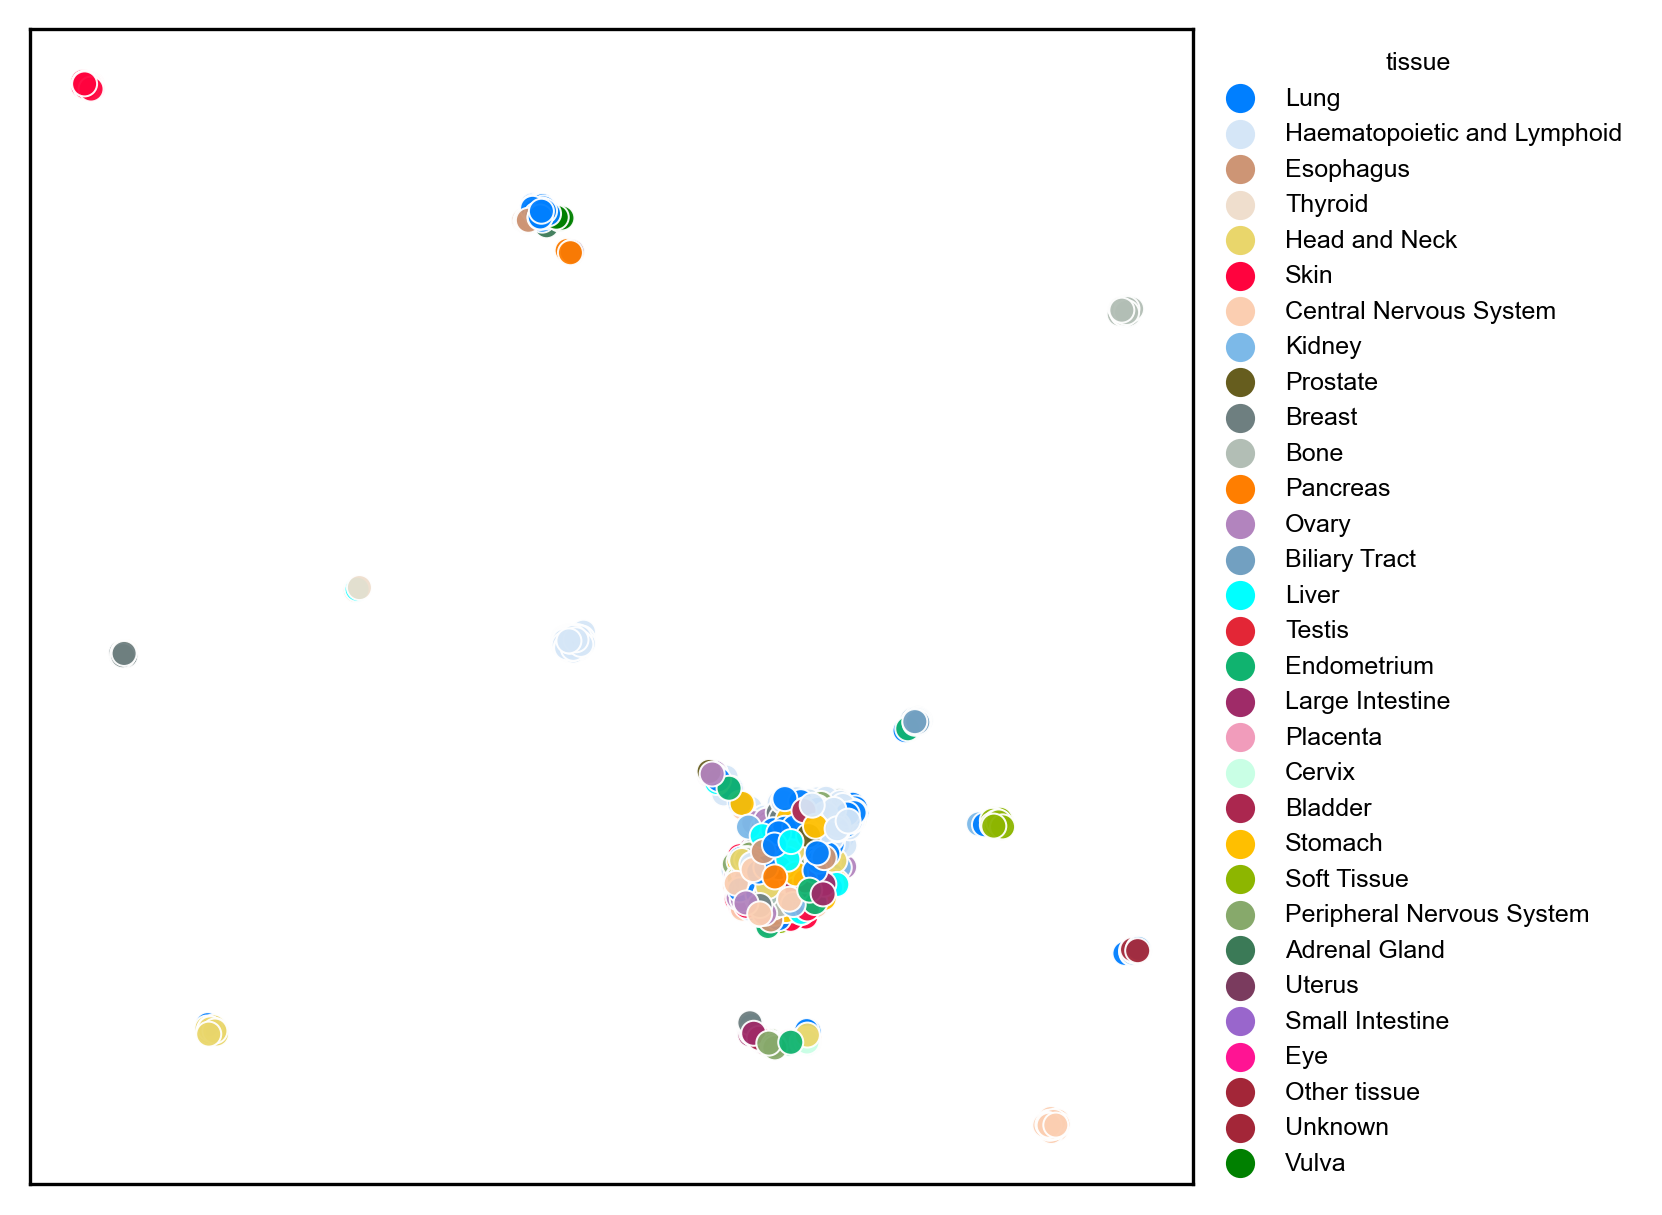 tissue
Lung
Haematopoietic and Lymphoid
Esophagus
Thyroid
Head and Neck
Skin
Central Nervous System
Kidney
Prostate
Breast
Bone
Pancreas
Ovary
Biliary Tract
Liver
Testis
Endometrium
Large Intestine
Placenta
Cervix
Bladder
Stomach
Soft Tissue
Peripheral Nervous System
Adrenal Gland
Uterus
Small Intestine
Eye
Other tissue
Unknown
Vulva